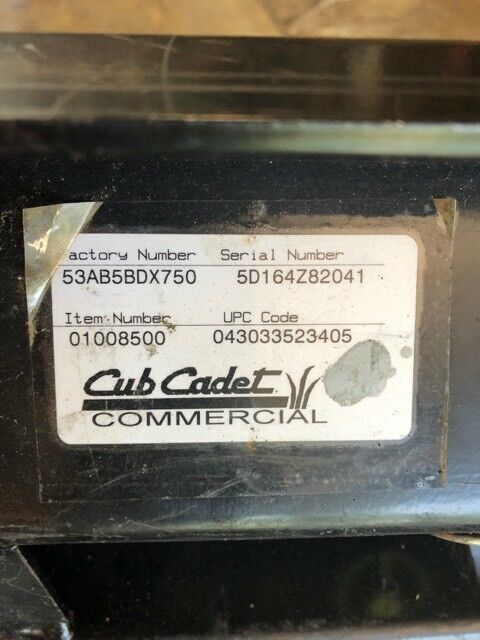 actory Number Serial Number
53AB5BDX750 5D164Z82041
Item Number UPC Code
01008500 043033523405
Cub Cadet
COMMERCIAL